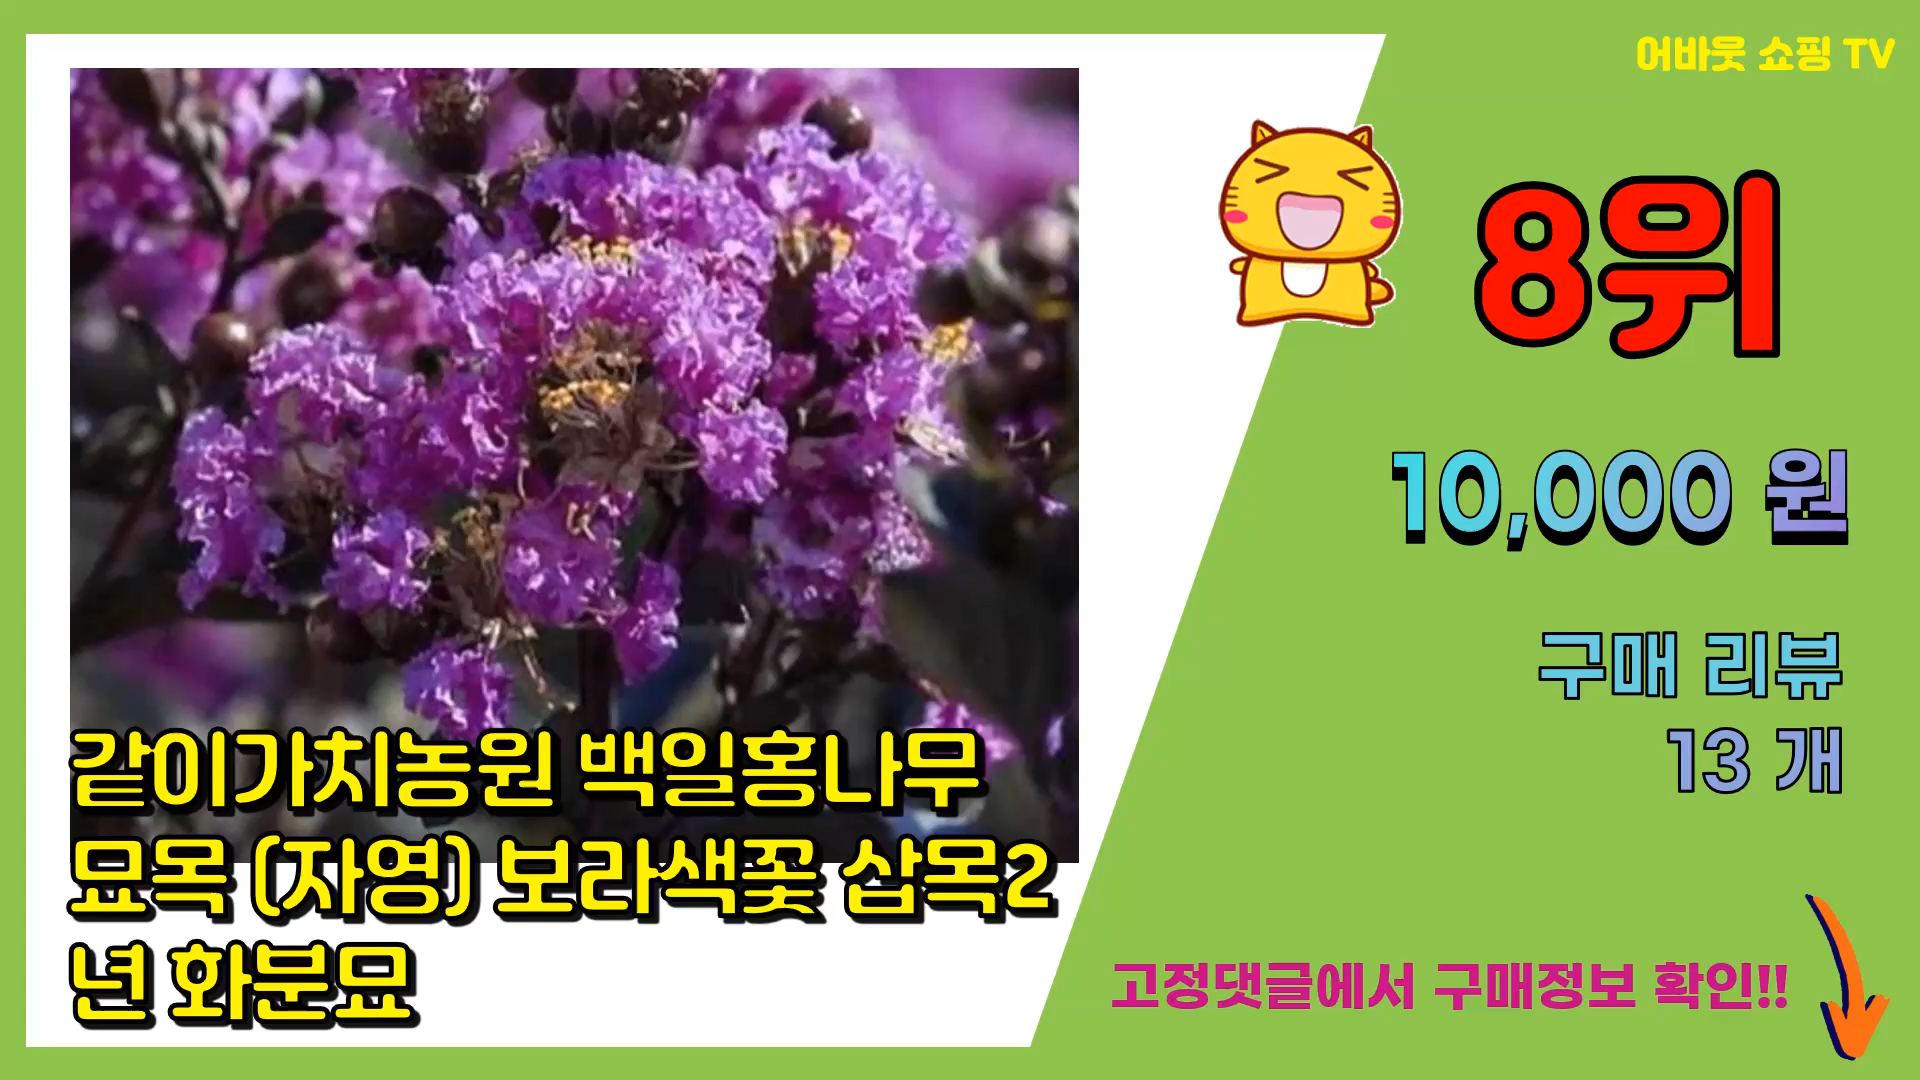 어바웃 쇼핑 TV
8위
10,000 원
구매 리뷰
13 개
같이가치농원 백일홍나무
묘목 (자영) 보라색꽃 삽목2
년 화분묘
고정댓글에서 구매정보 확인!!